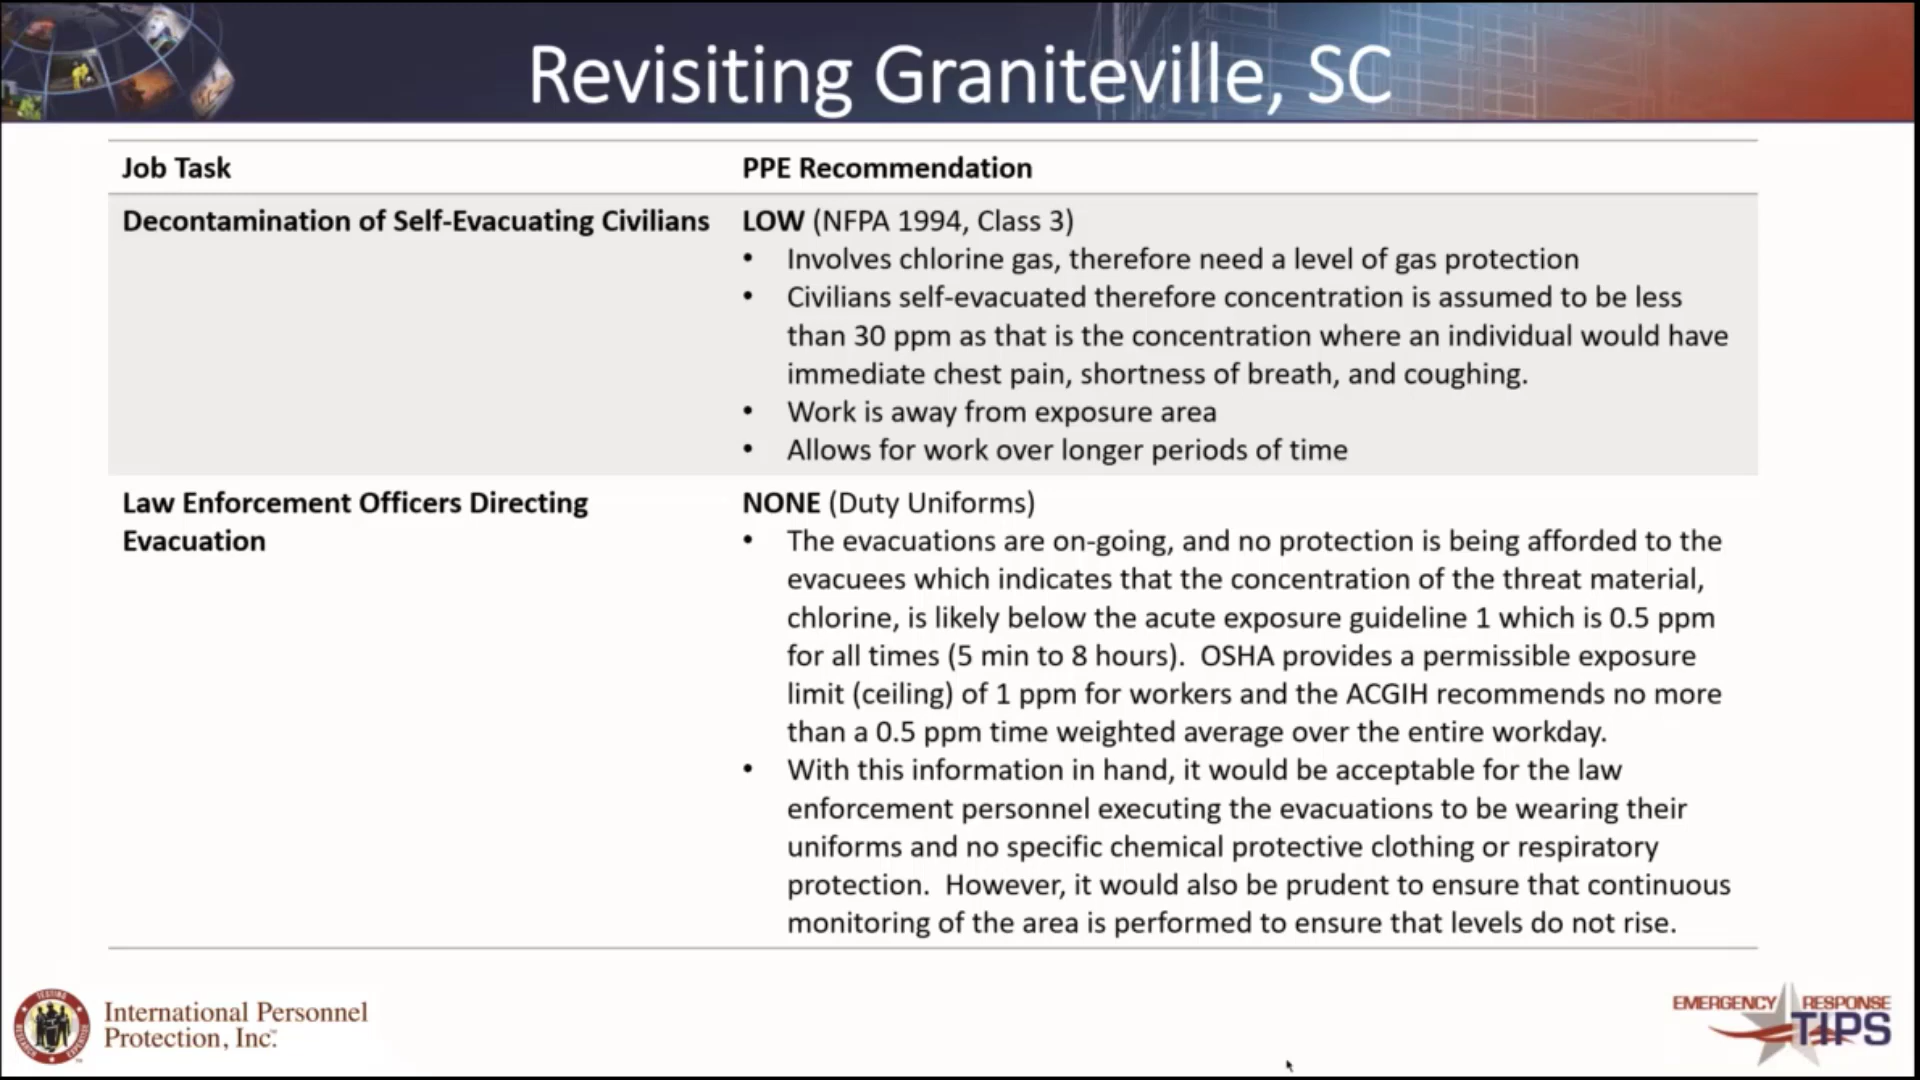 Revisiting Graniteville, SC
Job Task
PPE Recommendation
Decontamination of Self-Evacuating Civilians
LOW (NFPA 1994, Class 3)
• Involves chlorine gas, therefore need a level of gas protection
• Civilians self-evacuated therefore concentration is assumed to be less
than 30 ppm as that is the concentration where an individual would have
immediate chest pain, shortness of breath, and coughing.
• Work is away from exposure area
• Allows for work over longer periods of time
Law Enforcement Officers Directing
Evacuation
NONE (Duty Uniforms)
• The evacuations are on-going, and no protection is being afforded to the
evacuees which indicates that the concentration of the threat material,
chlorine, is likely below the acute exposure guideline 1 which is 0.5 ppm
for all times (5 min to 8 hours).  OSHA provides a permissible exposure
limit (ceiling) of 1 ppm for workers and the ACGIH recommends no more
than a 0.5 ppm time weighted average over the entire workday.
• With this information in hand, it would be acceptable for the law
enforcement personnel executing the evacuations to be wearing their
uniforms and no specific chemical protective clothing or respiratory
protection.  However, it would also be prudent to ensure that continuous
monitoring of the area is performed to ensure that levels do not rise.
TESTING
RESEARCH
EXPERTISE
International Personnel
Protection, Inc.
EMERGENCY RESPONSE
TIPS